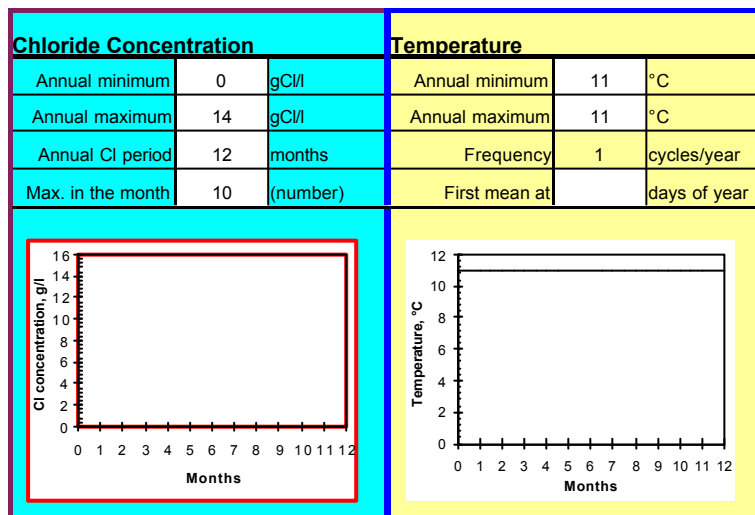 Chloride Concentration
Annual minimum 0 gCl/l
Annual maximum 14 gCl/l
Annual Cl period 12 months
Max. in the month 10 (number)
Temperature
Annual minimum 11 °C
Annual maximum 11 °C
Frequency 1 cycles/year
First mean at days of year
Cl concentration, g/l
16
14
12
10
8
6
4
2
0
0 1 2 3 4 5 6 7 8 9 10 11 12
Months
Temperature, °C
12
10
8
6
4
2
0
0 1 2 3 4 5 6 7 8 9 10 11 12
Months